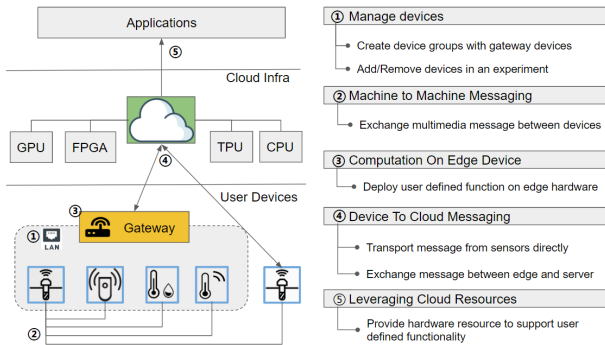 Applications
⑤
Cloud Infra
GPU
FPGA
TPU
CPU
④
User Devices
③
Gateway
①
LAN
②
① Manage devices
Create device groups with gateway devices
Add/Remove devices in an experiment
② Machine to Machine Messaging
Exchange multimedia message between devices
③ Computation On Edge Device
Deploy user defined function on edge hardware
④ Device To Cloud Messaging
Transport message from sensors directly
Exchange message between edge and server
⑤ Leveraging Cloud Resources
Provide hardware resource to support user
defined functionality